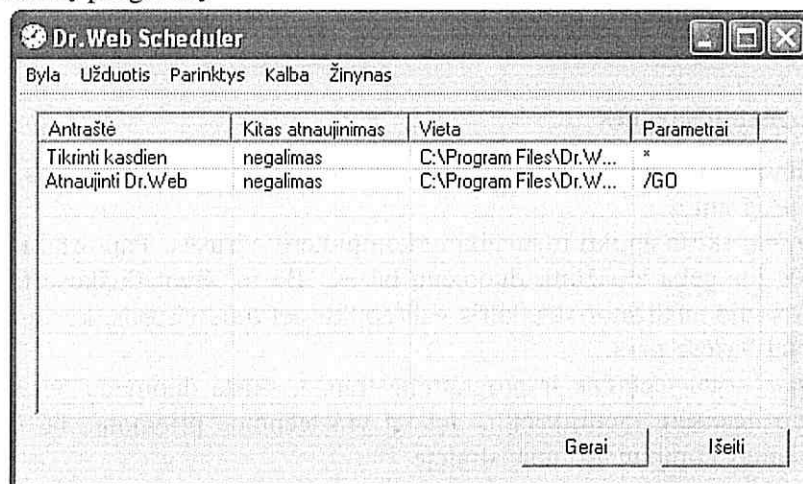 Dr.Web Scheduler
Byla Užduotis Parinktys Kalba Žinynas
Antraštė Kitas atnaujinimas Vieta Parametrai
Tikrinti kasdien negalimas C:\Program Files\Dr.W... *
Atnaujinti Dr.Web negalimas C:\Program Files\Dr.W... /GO
Gerai Išeiti